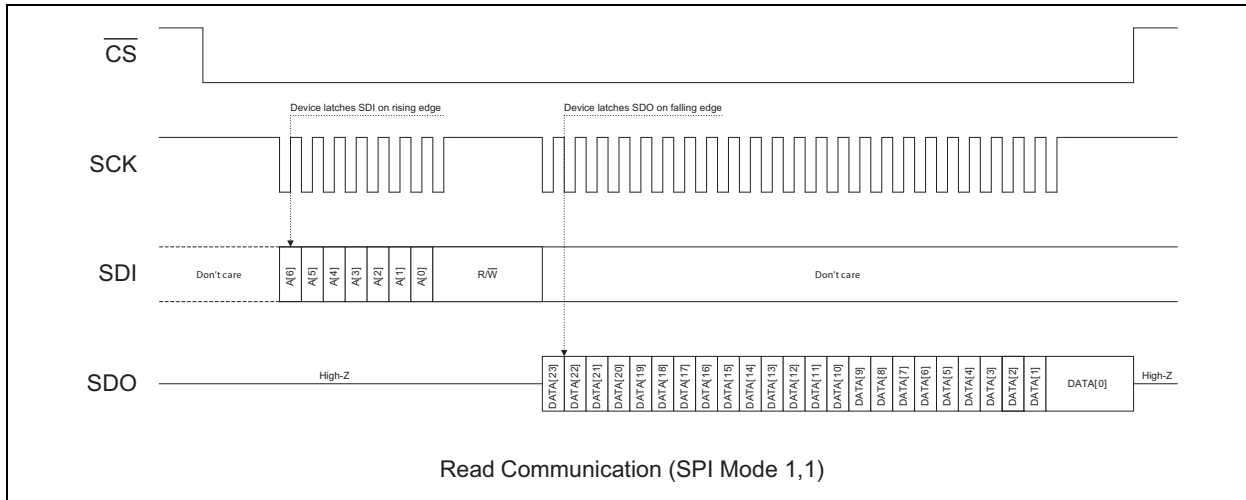 CS
Device latches SDI on rising edge Device latches SDO on falling edge
SCK
SDI Don't care A[6] A[5] A[4] A[3] A[2] A[1] A[0] R/W Don't care
SDO High-Z DATA[23] DATA[22] DATA[21] DATA[20] DATA[19] DATA[18] DATA[17] DATA[16] DATA[15] DATA[14] DATA[13] DATA[12] DATA[11] DATA[10] DATA[9] DATA[8] DATA[7] DATA[6] DATA[5] DATA[4] DATA[3] DATA[2] DATA[1] DATA[0] High-Z
Read Communication (SPI Mode 1,1)